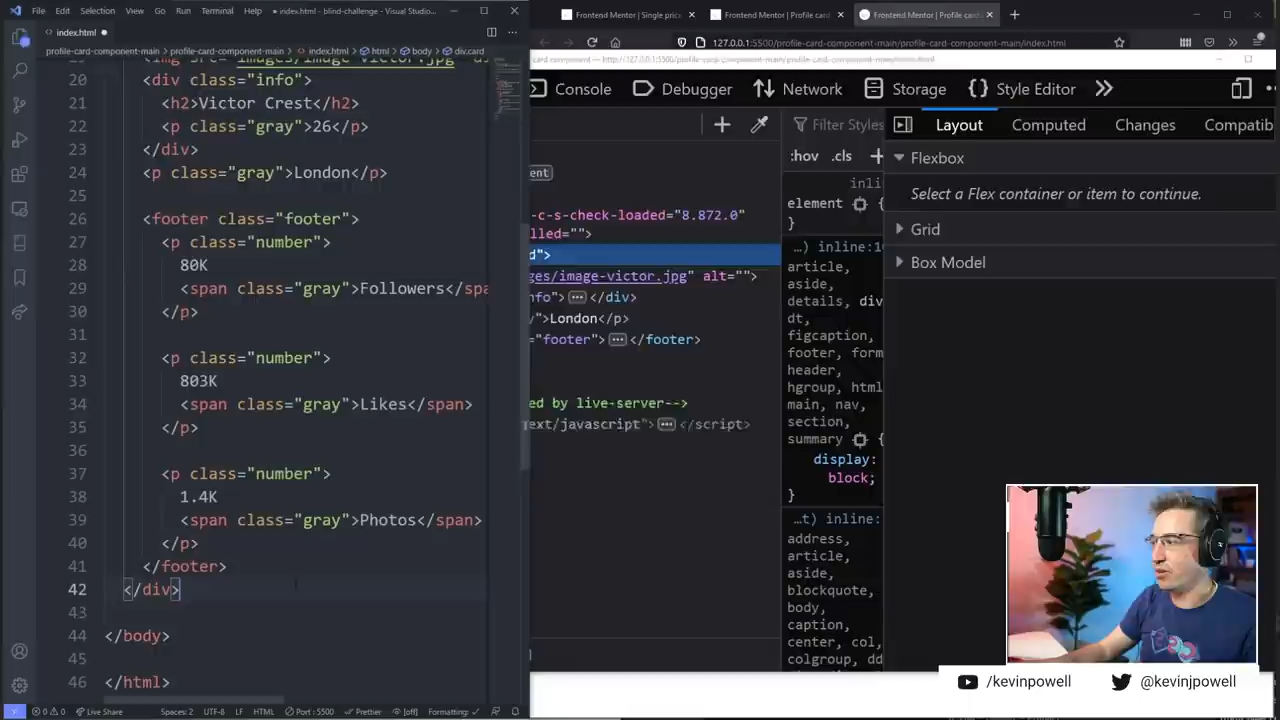 File Edit Selection View Go Run Terminal Help • index.html - blind-challenge - Visual Studio...
index.html
profile-card-component-main > profile-card-component-main > index.html > html > body > div.card
20 <div class="info">
21 <h2>Victor Crest</h2>
22 <p class="gray">26</p>
23 </div>
24 <p class="gray">London</p>
25
26 <footer class="footer">
27 <p class="number">
28 80K
29 <span class="gray">Followers</spa
30 </p>
31
32 <p class="number">
33 803K
34 <span class="gray">Likes</span>
35 </p>
36
37 <p class="number">
38 1.4K
39 <span class="gray">Photos</span>
40 </p>
41 </footer>
42 </div>
43
44 </body>
45
46 </html>
0 0 Live Share Spaces: 2 UTF-8 LF HTML Port : 5500 Prettier [off] Formatting: ✓
Frontend Mentor | Single price
Frontend Mentor | Profile card
Frontend Mentor | Profile card
127.0.0.1:5500/profile-card-component-main/profile-card-component-main/index.html
Console Debugger Network Storage Style Editor
Filter Styles
Layout Computed Changes Compatib
:hov .cls +
Flexbox
Select a Flex container or item to continue.
Grid
Box Model
ent
-c-s-check-loaded="8.872.0"
lled="">
d">
ges/image-victor.jpg" alt="">
nfo"> </div>
y">London</p>
="footer"> </footer>
ed by live-server-->
ext/javascript"> </script>
inli
element {
}
...) inline:1
article,
aside,
details, div
dt,
figcaption,
footer, form
header,
hgroup, html
main, nav,
section,
summary {
display:
block;
}
...t) inline:
address,
article,
aside,
blockquote,
body,
caption,
center, col,
colgroup, dd
/kevinpowell
@kevinjpowell